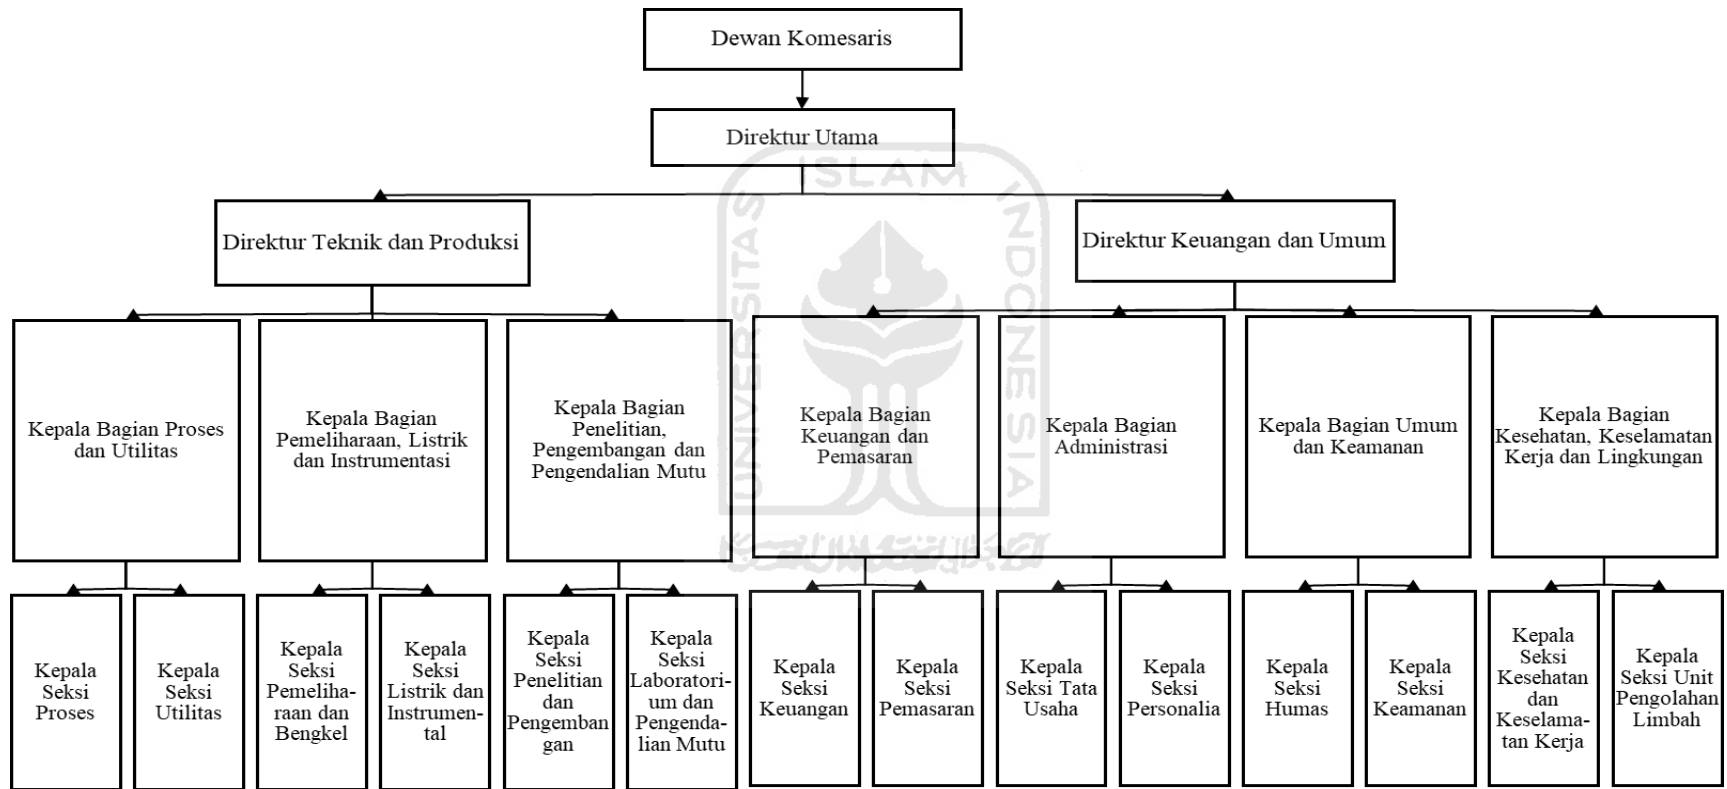 Dewan Komesaris
Direktur Utama
UNIVERSITAS
ISLAM
INDONESIA
Direktur Teknik dan Produksi
Direktur Keuangan dan Umum
Kepala Bagian Proses
dan Utilitas
Kepala Bagian
Pemeliharaan, Listrik
dan Instrumentasi
Kepala Bagian
Penelitian,
Pengembangan dan
Pengendalian Mutu
Kepala Bagian
Keuangan dan
Pemasaran
Kepala Bagian
Administrasi
Kepala Bagian Umum
dan Keamanan
Kepala Bagian
Kesehatan, Keselamatan
Kerja dan Lingkungan
Kepala
Seksi
Proses
Kepala
Seksi
Utilitas
Kepala
Seksi
Pemeliha-
raan dan
Bengkel
Kepala
Seksi
Listrik dan
Instrumen-
tal
Kepala
Seksi
Penelitian
dan
Pengemban
gan
Kepala
Seksi
Laboratori-
um dan
Pengenda-
lian Mutu
Kepala
Seksi
Keuangan
Kepala
Seksi
Pemasaran
Kepala
Seksi Tata
Usaha
Kepala
Seksi
Personalia
Kepala
Seksi
Humas
Kepala
Seksi
Keamanan
Kepala
Seksi
Kesehatan
dan
Keselama-
tan Kerja
Kepala
Seksi Unit
Pengolahan
Limbah